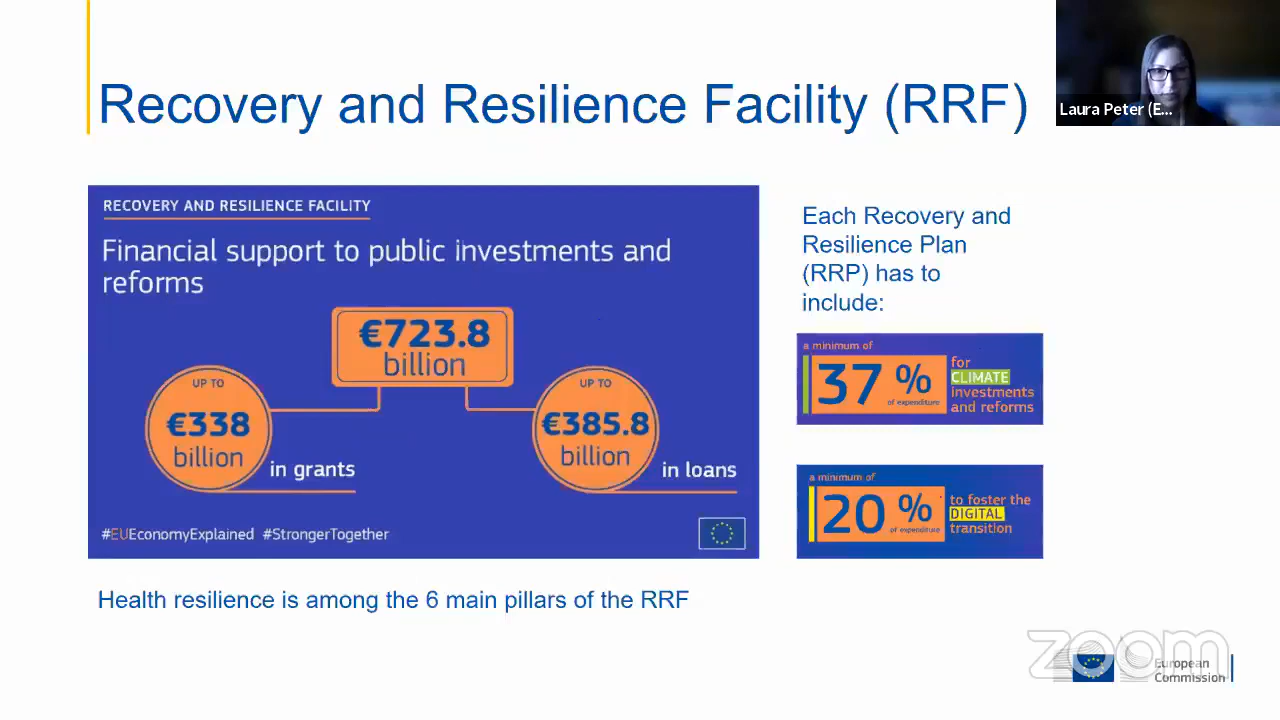 Recovery and Resilience Facility (RRF)
Laura Peter (E...
RECOVERY AND RESILIENCE FACILITY
Financial support to public investments and
reforms
€723.8
billion
UP TO
€338
billion
in grants
UP TO
€385.8
billion
in loans
#EUEconomyExplained #StrongerTogether
Each Recovery and
Resilience Plan
(RRP) has to
include:
a minimum of
37 %
of expenditure
for
CLIMATE
investments
and reforms
a minimum of
20 %
of expenditure
to foster the
DIGITAL
transition
Health resilience is among the 6 main pillars of the RRF
zoom
European
Commission